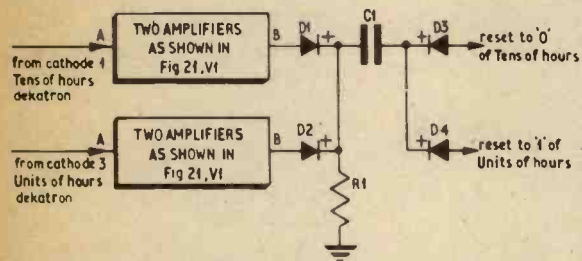 A
TWO AMPLIFIERS
AS SHOWN IN
Fig 21, V1
B
D1
+
C1
+
D3
from cathode 1
Tens of hours
dekatron
reset to '0'
of Tens of hours
A
TWO AMPLIFIERS
AS SHOWN IN
Fig 21, V1
B
D2
+
+
D4
from cathode 3
Units of hours
dekatron
reset to '1' of
Units of hours
R1